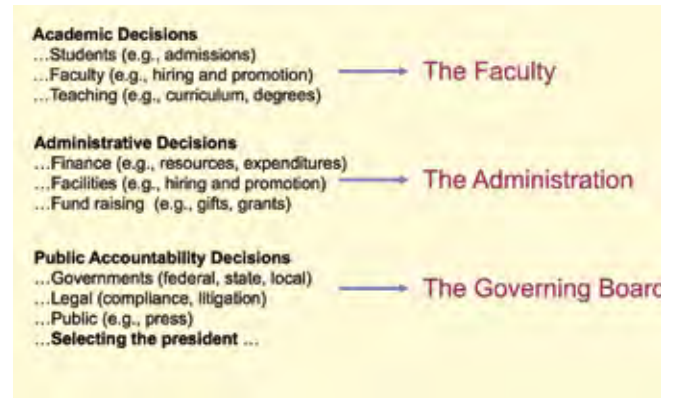 Academic Decisions
…Students (e.g., admissions)
…Faculty (e.g., hiring and promotion)
…Teaching (e.g., curriculum, degrees)
The Faculty
Administrative Decisions
…Finance (e.g., resources, expenditures)
…Facilities (e.g., hiring and promotion)
…Fund raising (e.g., gifts, grants)
The Administration
Public Accountability Decisions
…Governments (federal, state, local)
…Legal (compliance, litigation)
…Public (e.g., press)
…Selecting the president …
The Governing Board